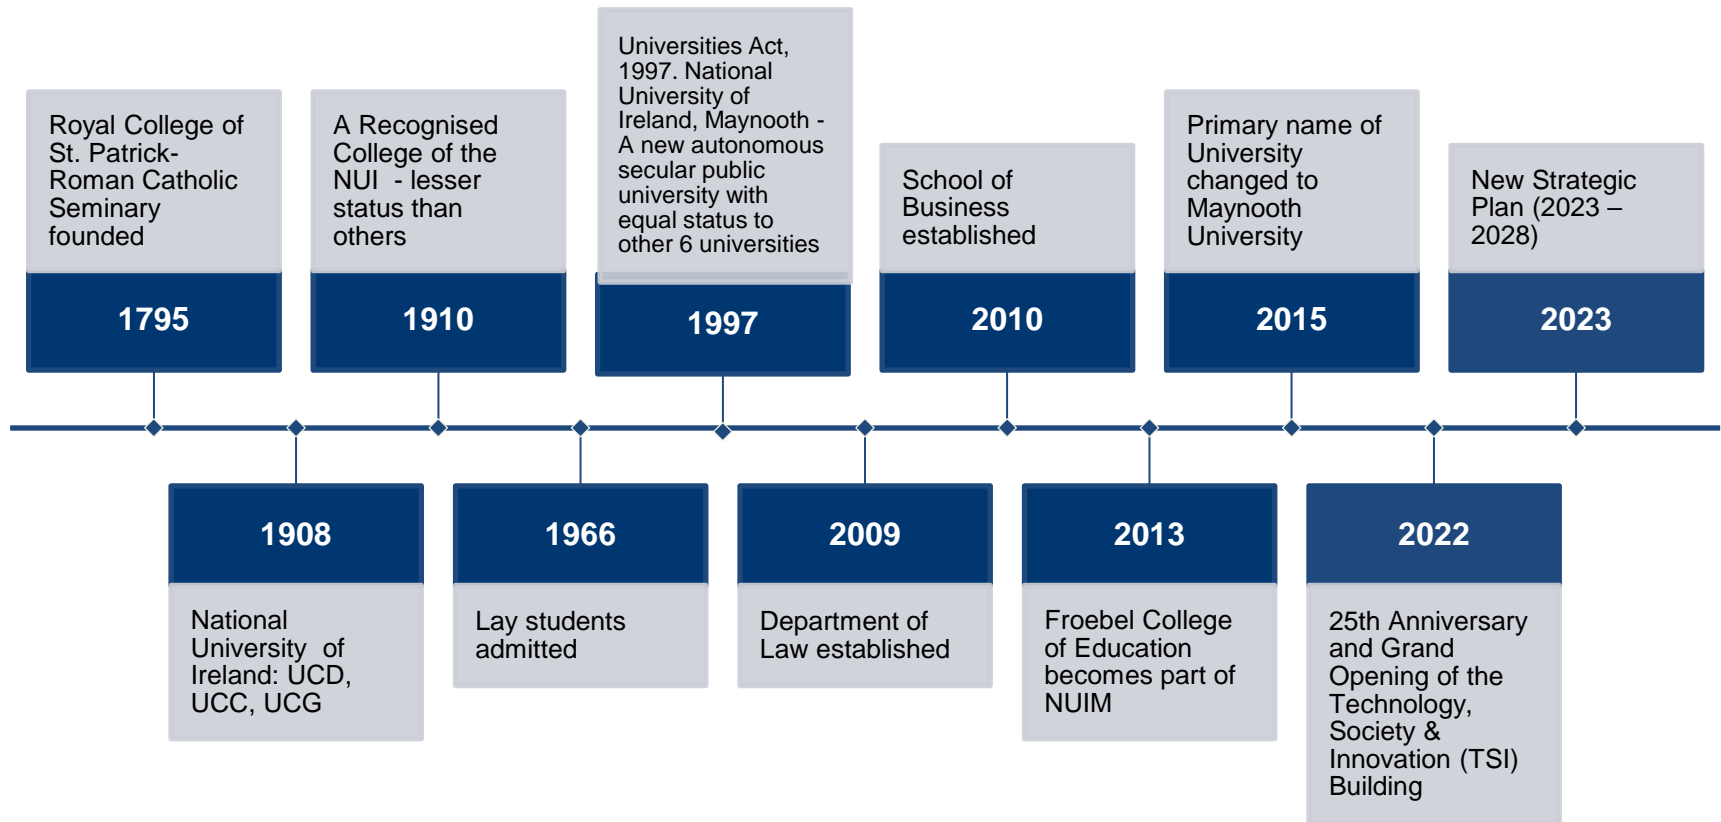 Royal College of
St. Patrick-
Roman Catholic
Seminary
founded
1795
National
University of
Ireland: UCD,
UCC, UCG
1908
A Recognised
College of the
NUI - lesser
status than
others
1910
1966
Lay students
admitted
Universities Act,
1997. National
University of
Ireland, Maynooth -
A new autonomous
secular public
university with
equal status to
other 6 universities
1997
2009
Department of
Law established
School of
Business
established
2010
2013
Froebel College
of Education
becomes part of
NUIM
Primary name of
University
changed to
Maynooth
University
2015
2022
25th Anniversary
and Grand
Opening of the
Technology,
Society &
Innovation (TSI)
Building
New Strategic
Plan (2023 –
2028)
2023